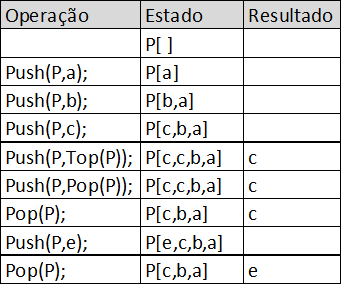 Operação Estado Resultado
P[ ]
Push(P,a); P[a]
Push(P,b); P[b,a]
Push(P,c); P[c,b,a]
Push(P,Top(P)); P[c,c,b,a] c
Push(P,Pop(P)); P[c,c,b,a] c
Pop(P); P[c,b,a] c
Push(P,e); P[e,c,b,a]
Pop(P); P[c,b,a] e